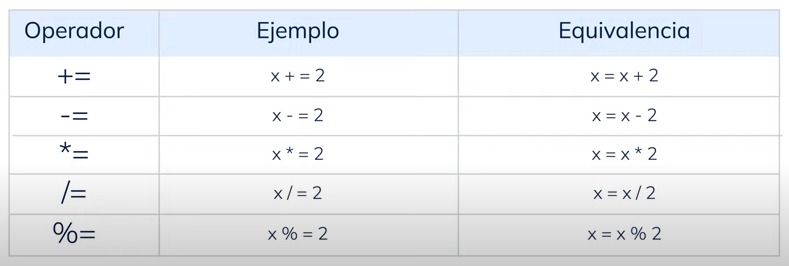 Operador Ejemplo Equivalencia
+= x + = 2 x = x + 2
-= x - = 2 x = x - 2
*= x * = 2 x = x * 2
/= x / = 2 x = x / 2
%= x % = 2 x = x % 2